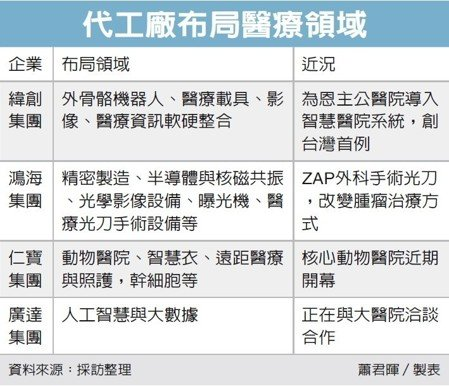 代工廠布局醫療領域
企業 布局領域 近況
緯創 外骨骼機器人、醫療載具、影 為恩主公醫院導入
集團 像、醫療資訊軟硬整合 智慧醫院系統，創
台灣首例
鴻海 精密製造、半導體與核磁共振 ZAP外科手術光刀
集團 、光學影像設備、曝光機、醫 ，改變腫瘤治療方
療光刀手術設備等 式
仁寶 動物醫院、智慧衣、遠距醫療 核心動物醫院近期
集團 與照護，幹細胞等 開幕
廣達 人工智慧與大數據 正在與大醫院洽談
集團 合作
資料來源：採訪整理 蕭君暉／製表